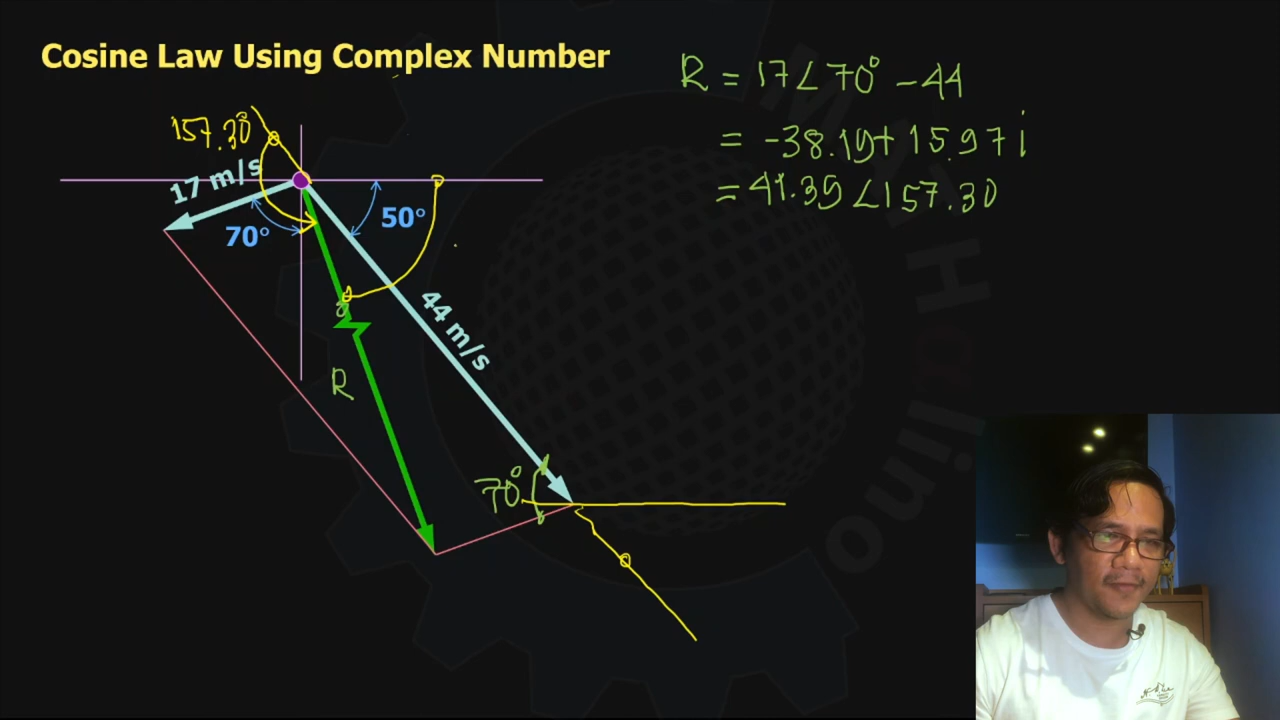 Cosine Law Using Complex Number
R = 17∠70° - 44
= -38.19 + 15.97 i
= 41.39 ∠157.30
157.30°
17 m/s
50°
70°
44 m/s
R
70°